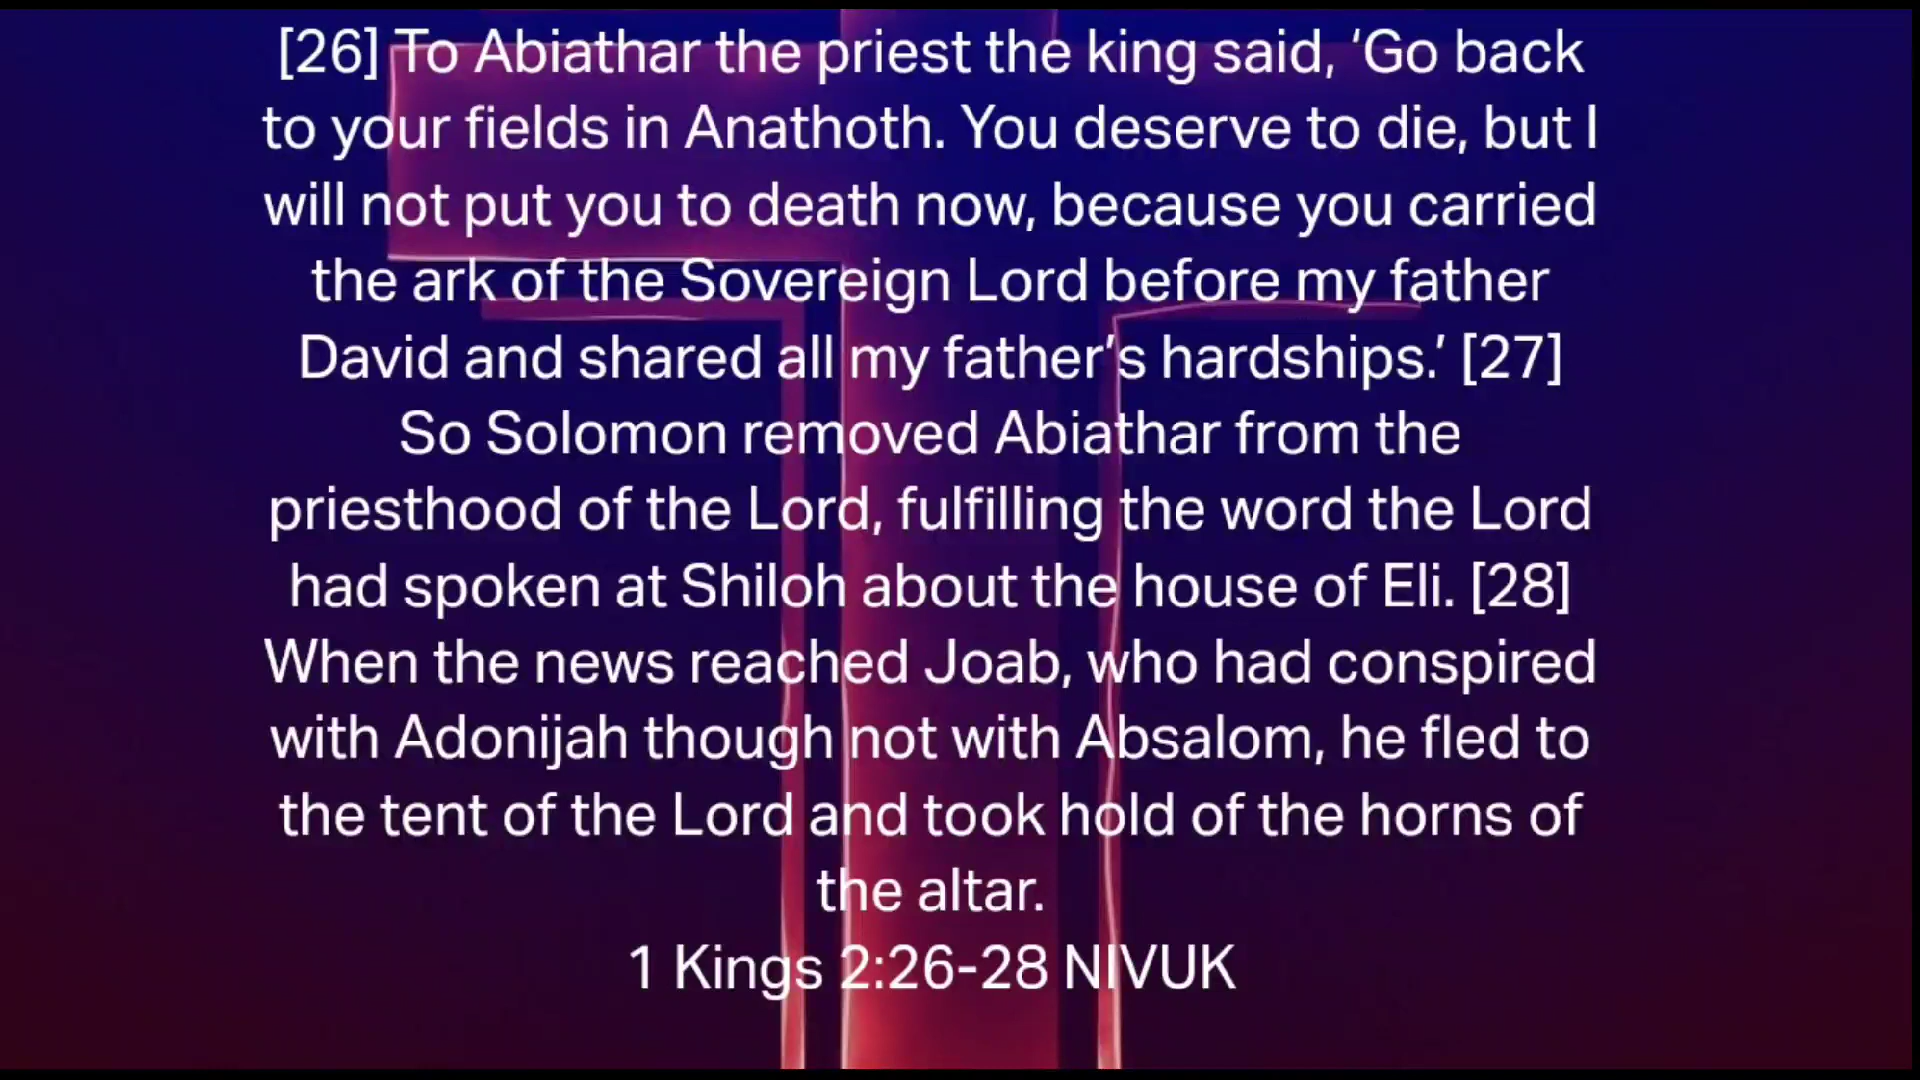 [26] To Abiathar the priest the king said, ‘Go back
to your fields in Anathoth. You deserve to die, but I
will not put you to death now, because you carried
the ark of the Sovereign Lord before my father
David and shared all my father’s hardships.’ [27]
So Solomon removed Abiathar from the
priesthood of the Lord, fulfilling the word the Lord
had spoken at Shiloh about the house of Eli. [28]
When the news reached Joab, who had conspired
with Adonijah though not with Absalom, he fled to
the tent of the Lord and took hold of the horns of
the altar.
1 Kings 2:26-28 NIVUK